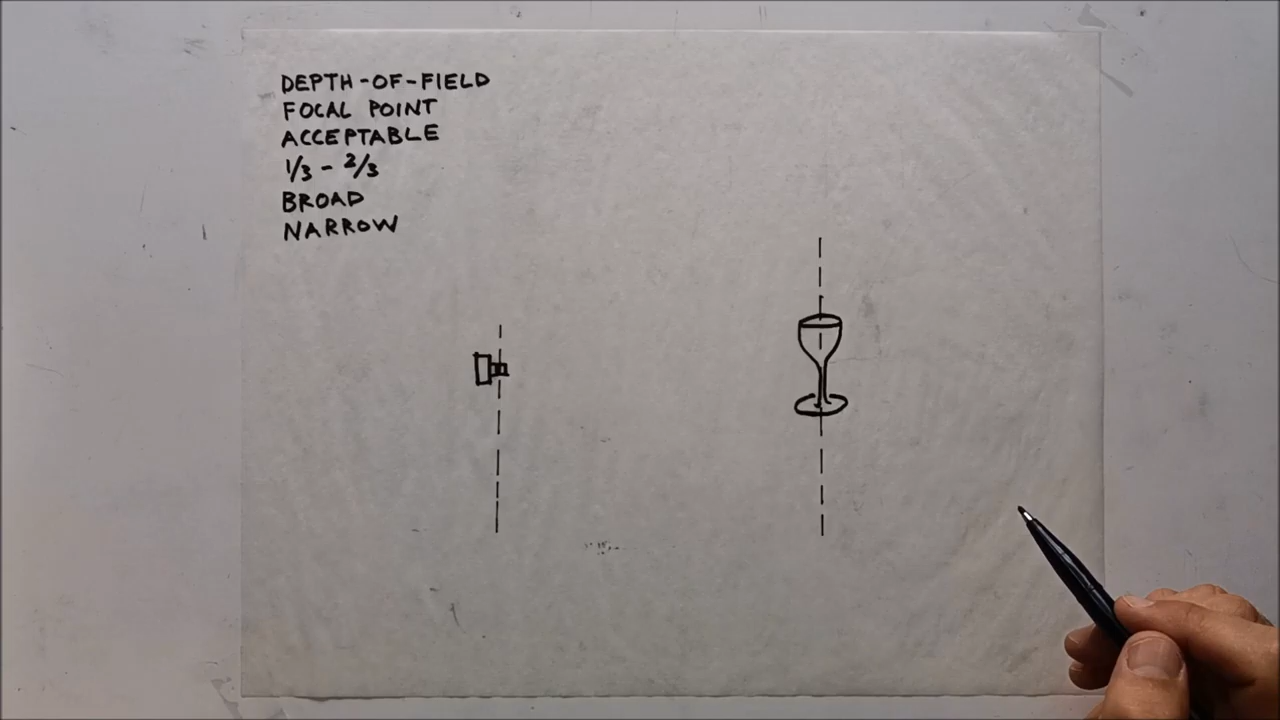 DEPTH-OF-FIELD
FOCAL POINT
ACCEPTABLE
1/3 - 2/3
BROAD
NARROW